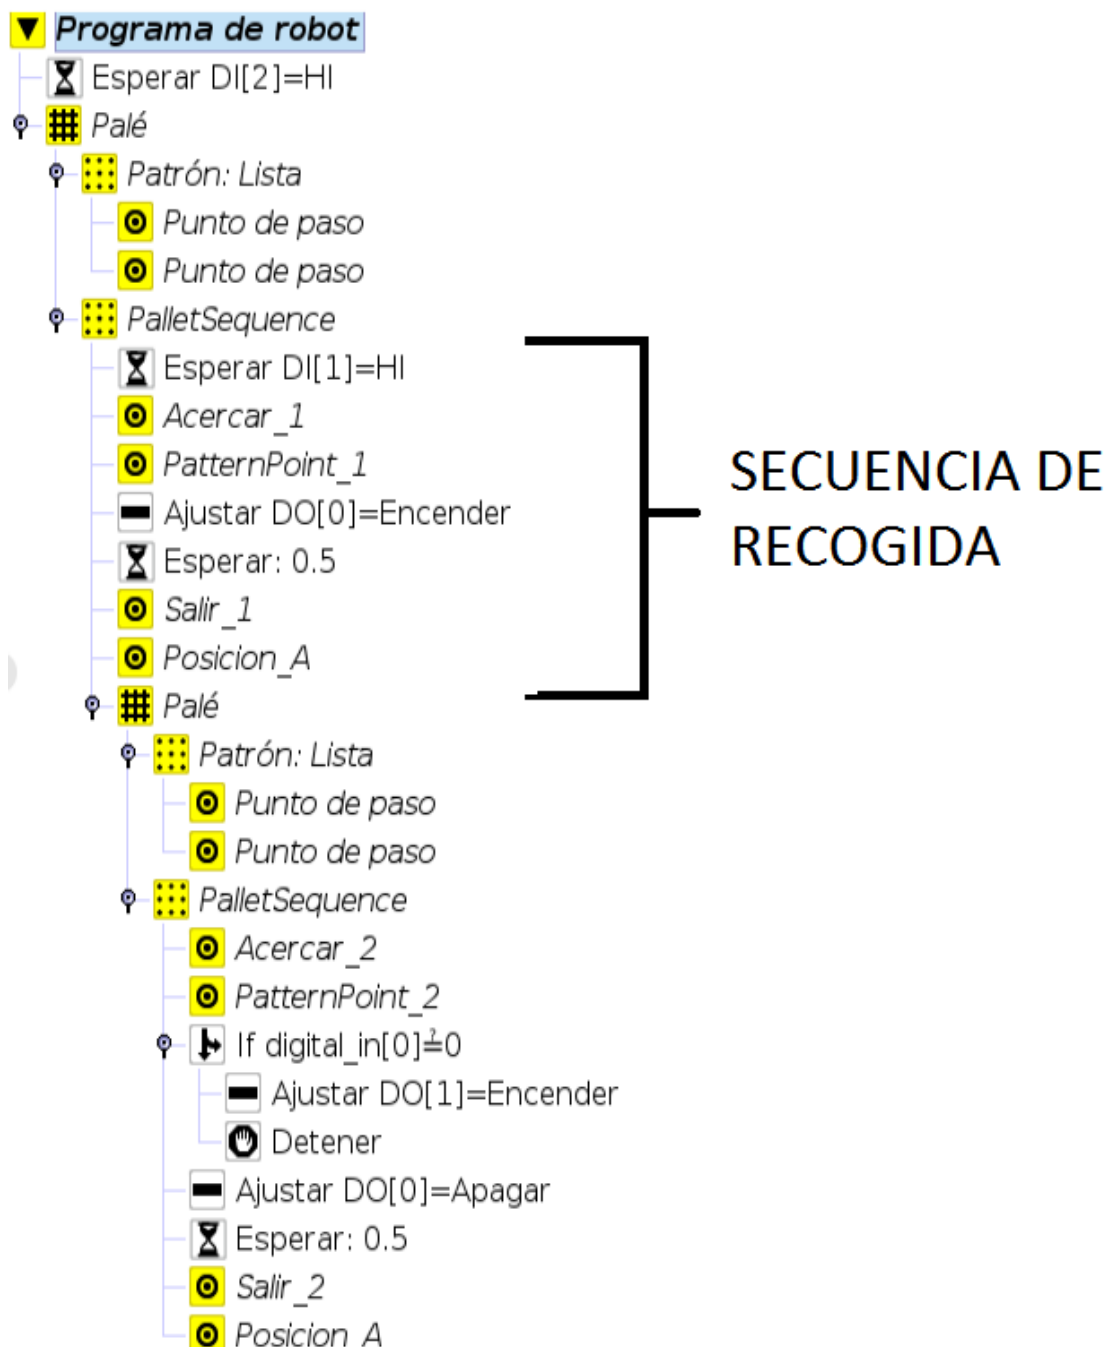 Programa de robot
Esperar DI[2]=HI
Palé
Patrón: Lista
Punto de paso
Punto de paso
PalletSequence
Esperar DI[1]=HI
Acercar_1
PatternPoint_1
Ajustar DO[0]=Encender
Esperar: 0.5
Salir_1
Posicion_A
Palé
Patrón: Lista
Punto de paso
Punto de paso
PalletSequence
Acercar_2
PatternPoint_2
If digital_in[0]≟0
Ajustar DO[1]=Encender
Detener
Ajustar DO[0]=Apagar
Esperar: 0.5
Salir_2
Posicion_A
SECUENCIA DE
RECOGIDA